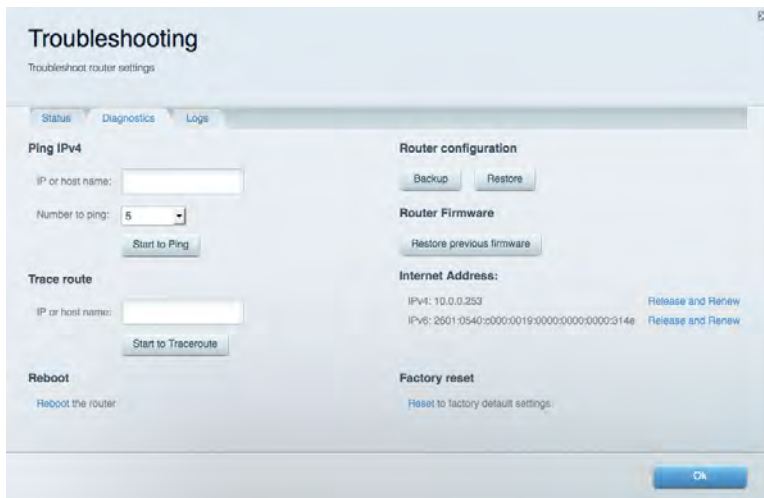 Troubleshooting
Troubleshoot router settings
Status
Diagnostics
Logs
Ping IPv4
IP or host name:
Number to ping: 5
Start to Ping
Trace route
IP or host name:
Start to Traceroute
Reboot
Reboot the router
Router configuration
Backup
Restore
Router Firmware
Restore previous firmware
Internet Address:
IPv4: 10.0.0.253 Release and Renew
IPv6: 2601:0540:c000:0019:0000:0000:0000:314e Release and Renew
Factory reset
Reset to factory default settings.
Ok